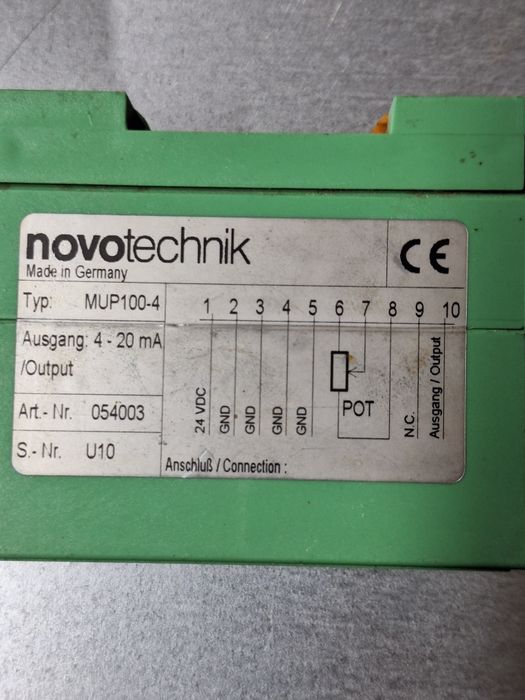 novotechnik
Made in Germany
CE
Typ: MUP100-4
Ausgang: 4 - 20 mA
/Output
Art.- Nr. 054003
S.- Nr. U10
1 2 3 4 5 6 7 8 9 10
24 VDC
GND
GND
GND
GND
POT
N.C.
Ausgang / Output
Anschluß / Connection :